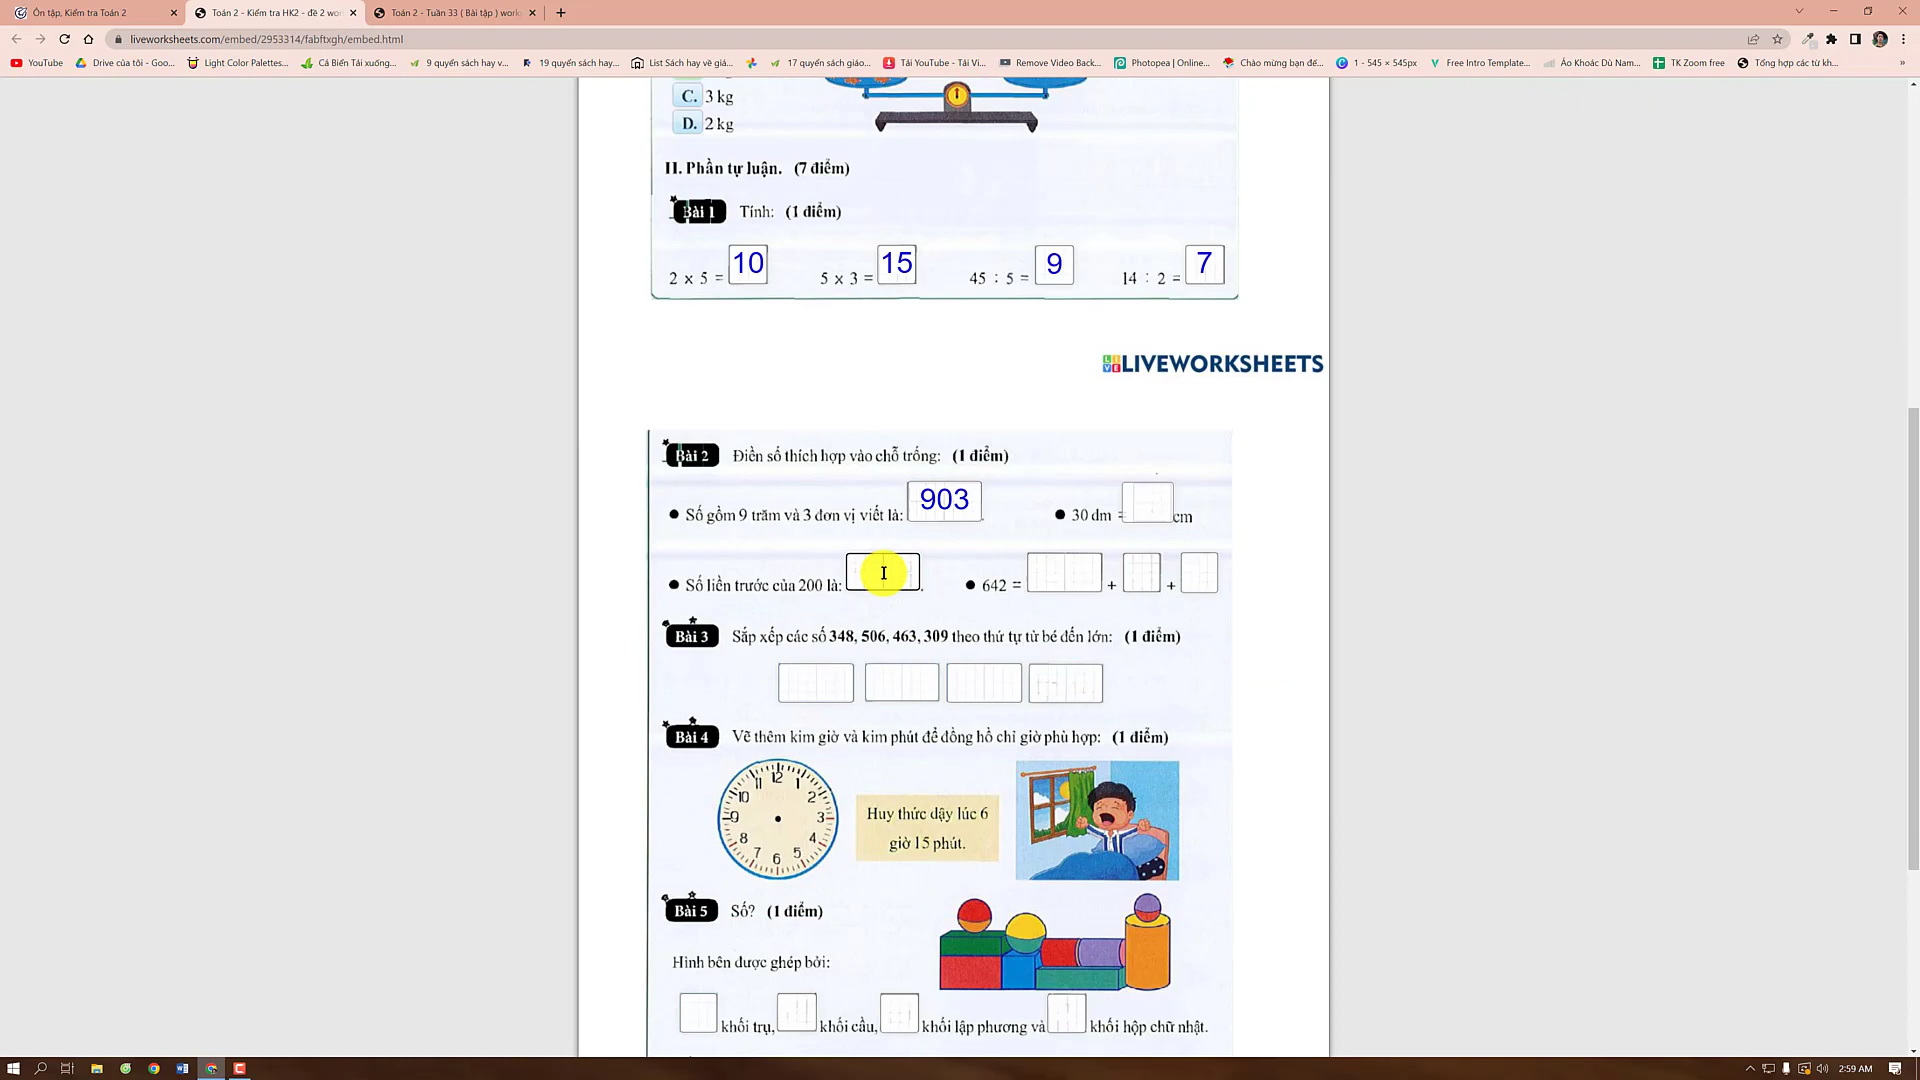 Ôn tập, Kiểm tra Toán 2
Toán 2 - Kiểm tra HK2 - đề 2 wor
Toán 2 - Tuần 33 ( Bài tập ) work
liveworksheets.com/embed/2953314/fabftxgh/embed.html
YouTube
Drive của tôi - Goo...
Light Color Palettes...
Cá Biển Tải xuống...
9 quyển sách hay v...
19 quyển sách hay...
List Sách hay về giá...
17 quyển sách giáo...
Tải YouTube - Tải Vi...
Remove Video Back...
Photopea | Online...
Chào mừng bạn đế...
1 - 545 × 545px
Free Intro Template...
Áo Khoác Dù Nam...
TK Zoom free
Tổng hợp các từ kh...
C. 3 kg
D. 2 kg
II. Phần tự luận. (7 điểm)
Bài 1 Tính: (1 điểm)
2 x 5 = 10 5 x 3 = 15 45 : 5 = 9 14 : 2 = 7
LIVEWORKSHEETS
Bài 2 Điền số thích hợp vào chỗ trống: (1 điểm)
Số gồm 9 trăm và 3 đơn vị viết là: 903. ● 30 dm = cm
● Số liền trước của 200 là: . ● 642 = + +
Bài 3 Sắp xếp các số 348, 506, 463, 309 theo thứ tự từ bé đến lớn: (1 điểm)
Bài 4 Vẽ thêm kim giờ và kim phút để đồng hồ chỉ giờ phù hợp: (1 điểm)
12 1 2 3 4 5 6 7 8 9 10 11
Huy thức dậy lúc 6
giờ 15 phút.
Bài 5 Số? (1 điểm)
Hình bên được ghép bởi:
khối trụ, khối cầu, khối lập phương và khối hộp chữ nhật.
2:59 AM